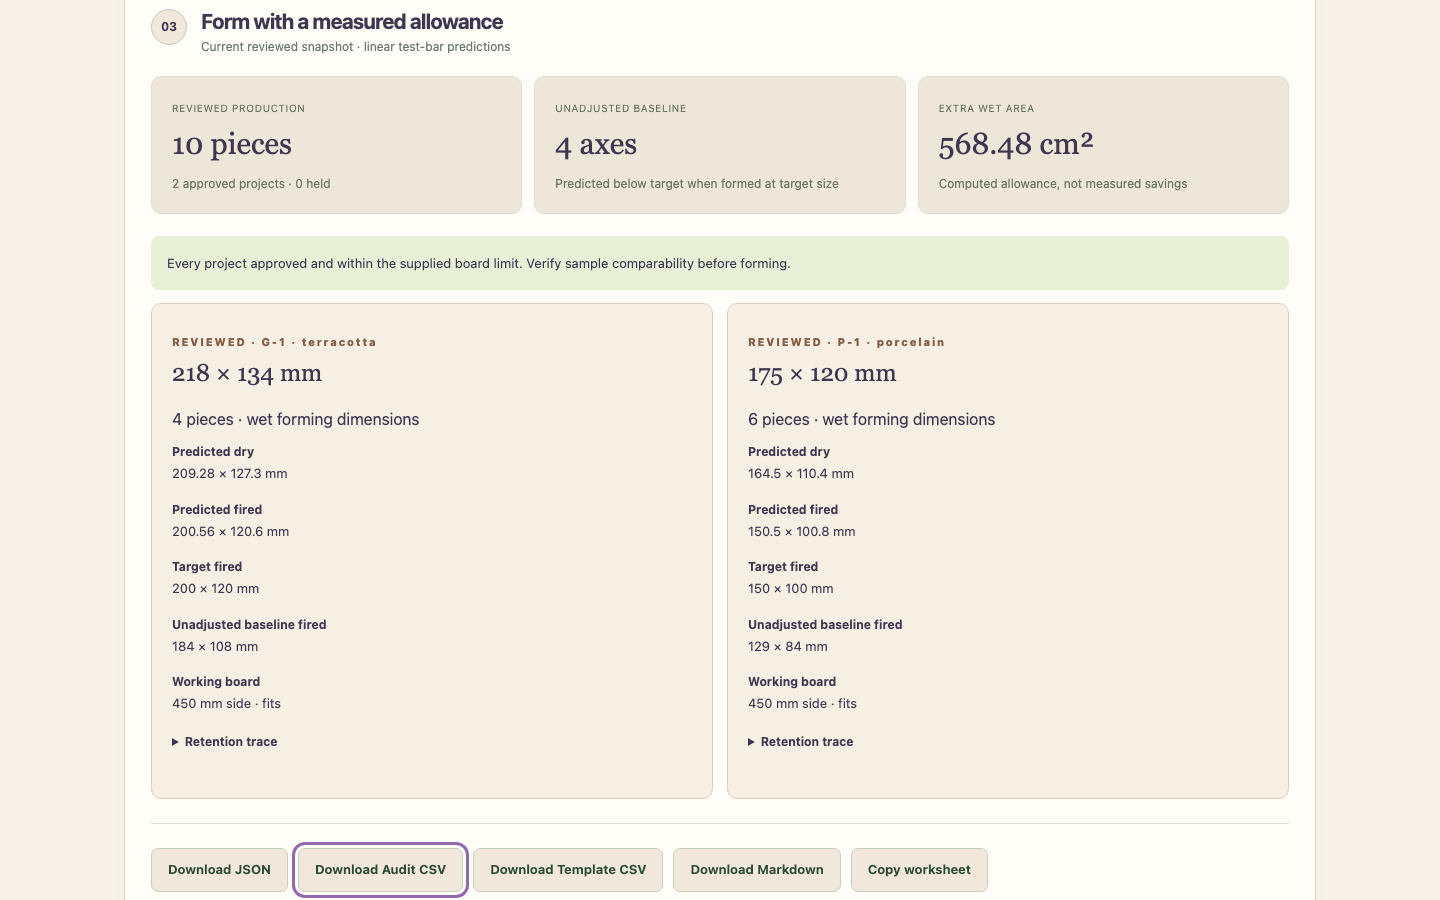 03
Form with a measured allowance
Current reviewed snapshot · linear test-bar predictions
REVIEWED PRODUCTION
10 pieces
2 approved projects · 0 held
UNADJUSTED BASELINE
4 axes
Predicted below target when formed at target size
EXTRA WET AREA
568.48 cm²
Computed allowance, not measured savings
Every project approved and within the supplied board limit. Verify sample comparability before forming.
REVIEWED · G-1 · terracotta
218 × 134 mm
4 pieces · wet forming dimensions
Predicted dry
209.28 × 127.3 mm
Predicted fired
200.56 × 120.6 mm
Target fired
200 × 120 mm
Unadjusted baseline fired
184 × 108 mm
Working board
450 mm side · fits
Retention trace
REVIEWED · P-1 · porcelain
175 × 120 mm
6 pieces · wet forming dimensions
Predicted dry
164.5 × 110.4 mm
Predicted fired
150.5 × 100.8 mm
Target fired
150 × 100 mm
Unadjusted baseline fired
129 × 84 mm
Working board
450 mm side · fits
Retention trace
Download JSON
Download Audit CSV
Download Template CSV
Download Markdown
Copy worksheet